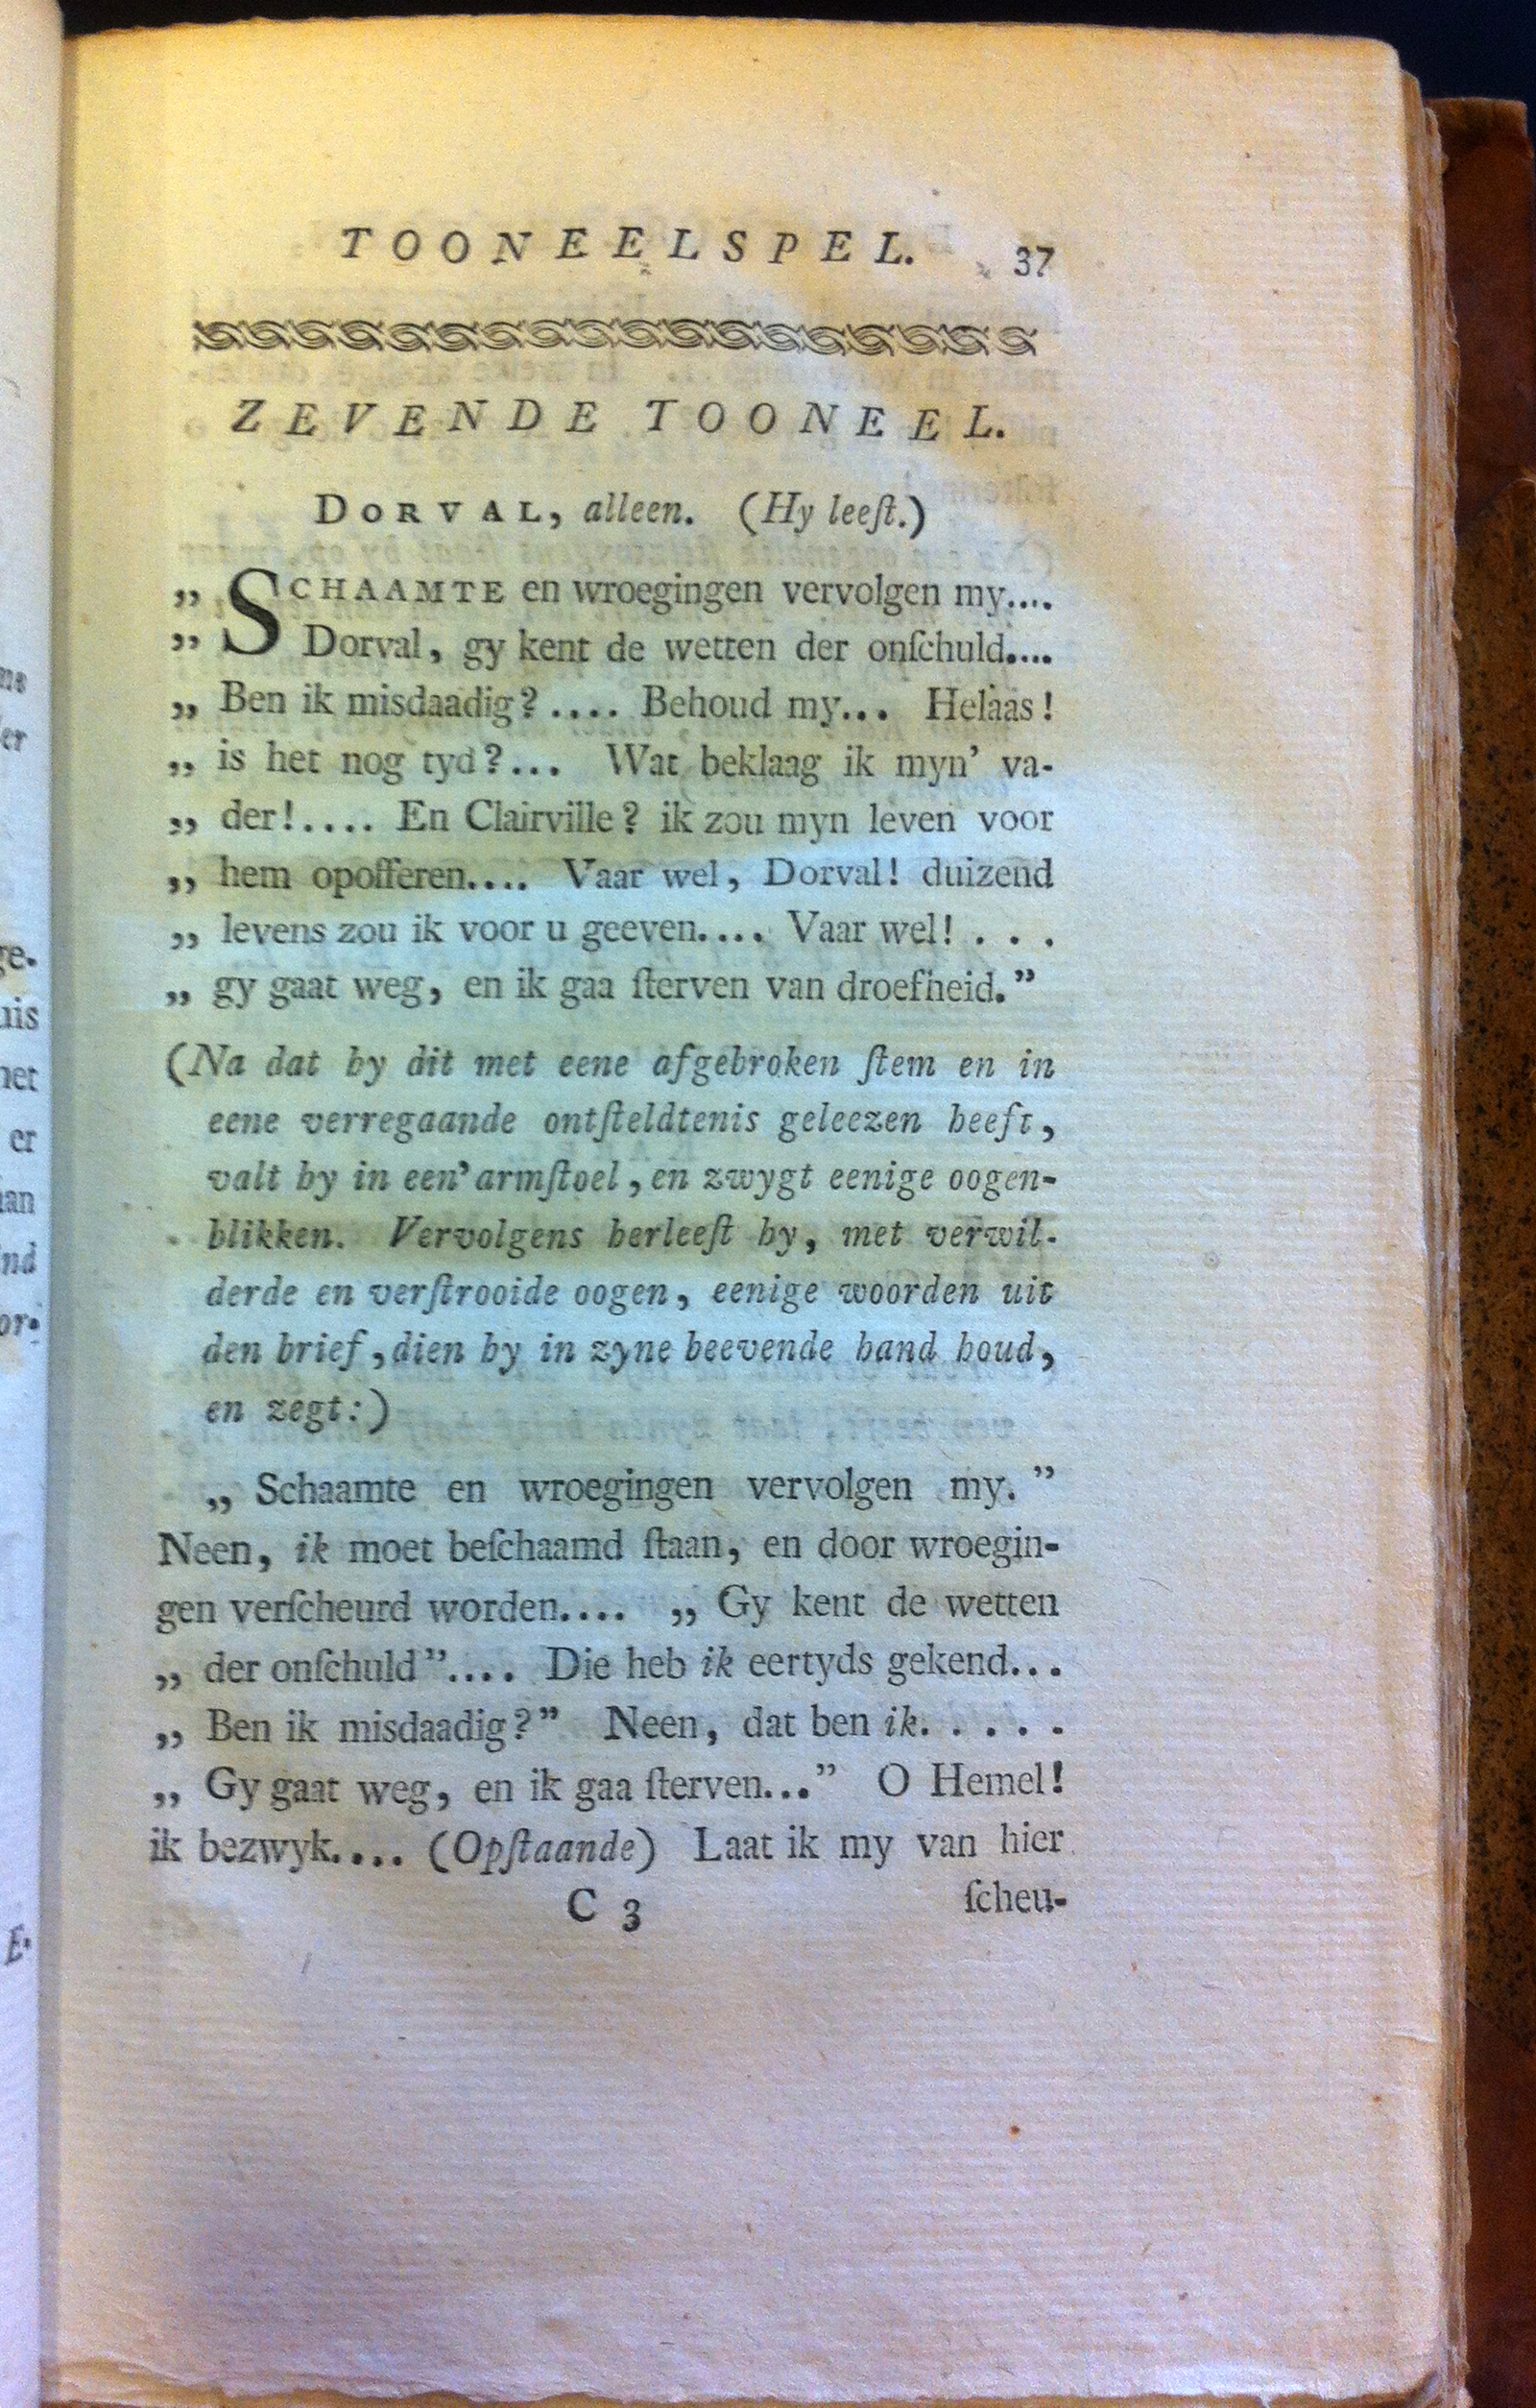 TOONEELSPEL. 37
ZEVENDE TOONEEL.
DORVAL, alleen. (Hy leeſt.)
„ SCHAAMTE en wroegingen vervolgen my....
„ Dorval, gy kent de wetten der onſchuld....
„ Ben ik misdaadig?.... Behoud my... Helaas!
„ is het nog tyd?... Wat beklaag ik myn' va-
„ der!.... En Clairville? ik zou myn leven voor
„ hem opofferen.... Vaar wel, Dorval! duizend
„ levens zou ik voor u geeven.... Vaar wel! . . .
„ gy gaat weg, en ik gaa ſterven van droefheid.”
(Na dat hy dit met eene afgebroken ſtem en in
eene verregaande ontſteldtenis geleezen heeft,
valt hy in een' armſtoel, en zwygt eenige oogen-
blikken. Vervolgens herleeſt hy, met verwil-
derde en verſtrooide oogen, eenige woorden uit
den brief, dien hy in zyne beevende hand houd,
en zegt:)
„ Schaamte en wroegingen vervolgen my. ”
Neen, ik moet beſchaamd ſtaan, en door wroegin-
gen verſcheurd worden.... „ Gy kent de wetten
„ der onſchuld”.... Die heb ik eertyds gekend...
„ Ben ik misdaadig?” Neen, dat ben ik. . . . .
„ Gy gaat weg, en ik gaa ſterven...” O Hemel!
ik bezwyk.... (Opſtaande) Laat ik my van hier
C 3 ſcheu-